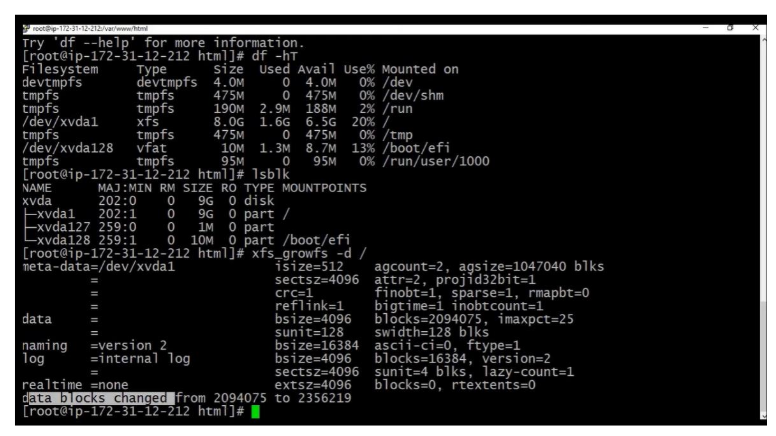 root@ip-172-31-12-212:/var/www/html
Try 'df --help' for more information.
[root@ip-172-31-12-212 html]# df -hT
Filesystem     Type      Size  Used Avail Use% Mounted on
devtmpfs       devtmpfs  4.0M     0  4.0M   0% /dev
tmpfs          tmpfs     475M     0  475M   0% /dev/shm
tmpfs          tmpfs     190M  2.9M  188M   2% /run
/dev/xvda1     xfs       8.0G  1.6G  6.5G  20% /
tmpfs          tmpfs     475M     0  475M   0% /tmp
/dev/xvda128   vfat       10M  1.3M  8.7M  13% /boot/efi
tmpfs          tmpfs      95M     0   95M   0% /run/user/1000
[root@ip-172-31-12-212 html]# lsblk
NAME      MAJ:MIN RM SIZE RO TYPE MOUNTPOINTS
xvda      202:0    0   9G  0 disk
├─xvda1   202:1    0   9G  0 part /
├─xvda127 259:0    0   1M  0 part
└─xvda128 259:1    0  10M  0 part /boot/efi
[root@ip-172-31-12-212 html]# xfs_growfs -d /
meta-data=/dev/xvda1             isize=512    agcount=2, agsize=1047040 blks
         =                       sectsz=4096  attr=2, projid32bit=1
         =                       crc=1        finobt=1, sparse=1, rmapbt=0
         =                       reflink=1    bigtime=1 inobtcount=1
data     =                       bsize=4096   blocks=2094075, imaxpct=25
         =                       sunit=128    swidth=128 blks
naming   =version 2              bsize=16384  ascii-ci=0, ftype=1
log      =internal log           bsize=4096   blocks=16384, version=2
         =                       sectsz=4096  sunit=4 blks, lazy-count=1
realtime =none                   extsz=4096   blocks=0, rtextents=0
data blocks changed from 2094075 to 2356219
[root@ip-172-31-12-212 html]#